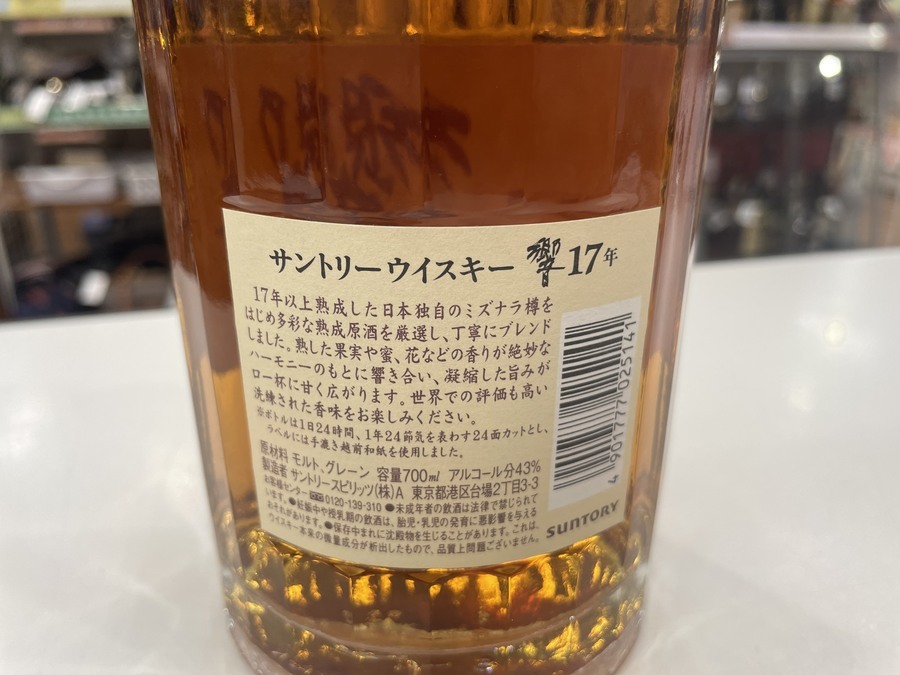 サントリーウイスキー 響 17年
17年以上熟成した日本独自のミズナラ樽を
はじめ多彩な熟成原酒を厳選し、丁寧にブレンド
しました。熟した果実や蜜、花などの香りが絶妙な
ハーモニーのもとに響き合い、凝縮した旨みが
口一杯に甘く広がります。世界での評価も高い
洗練された香味をお楽しみください。
※ボトルは1日24時間、1年24節気を表わす24面カットとし、
ラベルには手漉き越前和紙を使用しました。
原材料 モルト、グレーン 容量700ml アルコール分43%
製造者 サントリースピリッツ(株)A 東京都港区台場2丁目3-3
お客様センター 0120-139-310 ●未成年者の飲酒は法律で禁じられて
います。●妊娠中や授乳期の飲酒は、胎児・乳児の発育に悪影響を与える
おそれがあります。●保存中まれに沈殿物を生じることがあります。これは、
ウイスキー本来の微量成分が析出したもので、品質上問題ございません。
4 901777 025141
SUNTORY